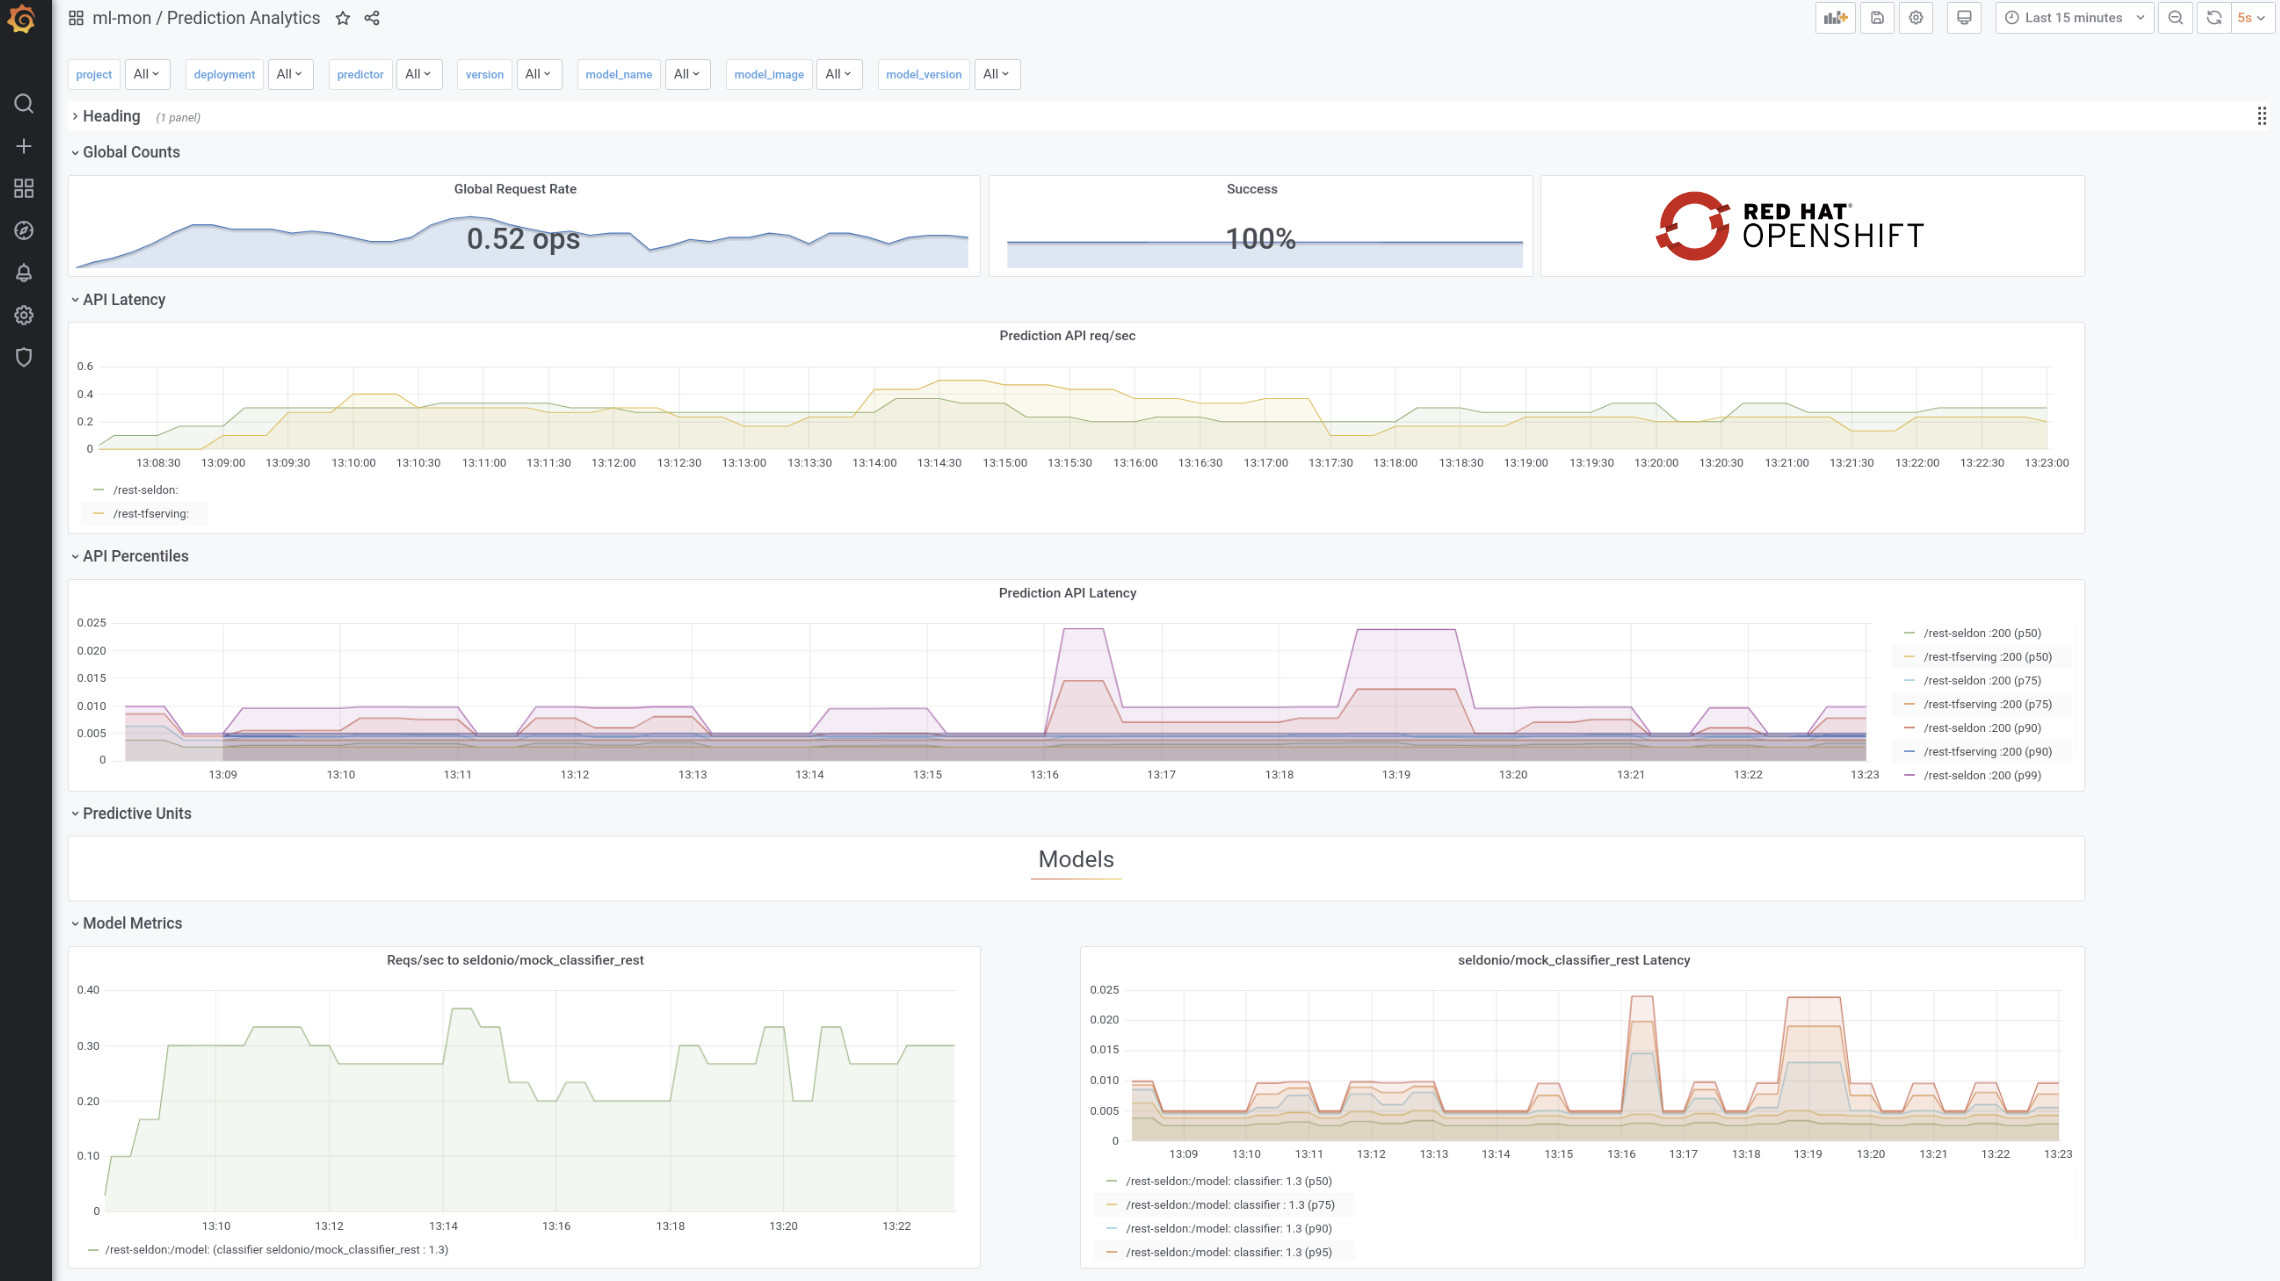 ml-mon / Prediction Analytics
Last 15 minutes
5s
project All deployment All predictor All version All model_name All model_image All model_version All
Heading (1 panel)
Global Counts
Global Request Rate
0.52 ops
Success
100%
RED HAT®
OPENSHIFT
API Latency
Prediction API req/sec
0.6
0.4
0.2
0
13:08:30 13:09:00 13:09:30 13:10:00 13:10:30 13:11:00 13:11:30 13:12:00 13:12:30 13:13:00 13:13:30 13:14:00 13:14:30 13:15:00 13:15:30 13:16:00 13:16:30 13:17:00 13:17:30 13:18:00 13:18:30 13:19:00 13:19:30 13:20:00 13:20:30 13:21:00 13:21:30 13:22:00 13:22:30 13:23:00
/rest-seldon:
/rest-tfserving:
API Percentiles
Prediction API Latency
0.025
0.020
0.015
0.010
0.005
0
13:09 13:10 13:11 13:12 13:13 13:14 13:15 13:16 13:17 13:18 13:19 13:20 13:21 13:22 13:23
/rest-seldon :200 (p50)
/rest-tfserving :200 (p50)
/rest-seldon :200 (p75)
/rest-tfserving :200 (p75)
/rest-seldon :200 (p90)
/rest-tfserving :200 (p90)
/rest-seldon :200 (p99)
Predictive Units
Models
Model Metrics
Reqs/sec to seldonio/mock_classifier_rest
0.40
0.30
0.20
0.10
0
13:10 13:12 13:14 13:16 13:18 13:20 13:22
/rest-seldon:/model: (classifier seldonio/mock_classifier_rest : 1.3)
seldonio/mock_classifier_rest Latency
0.025
0.020
0.015
0.010
0.005
0
13:09 13:10 13:11 13:12 13:13 13:14 13:15 13:16 13:17 13:18 13:19 13:20 13:21 13:22 13:23
/rest-seldon:/model: classifier: 1.3 (p50)
/rest-seldon:/model: classifier : 1.3 (p75)
/rest-seldon:/model: classifier: 1.3 (p90)
/rest-seldon:/model: classifier: 1.3 (p95)